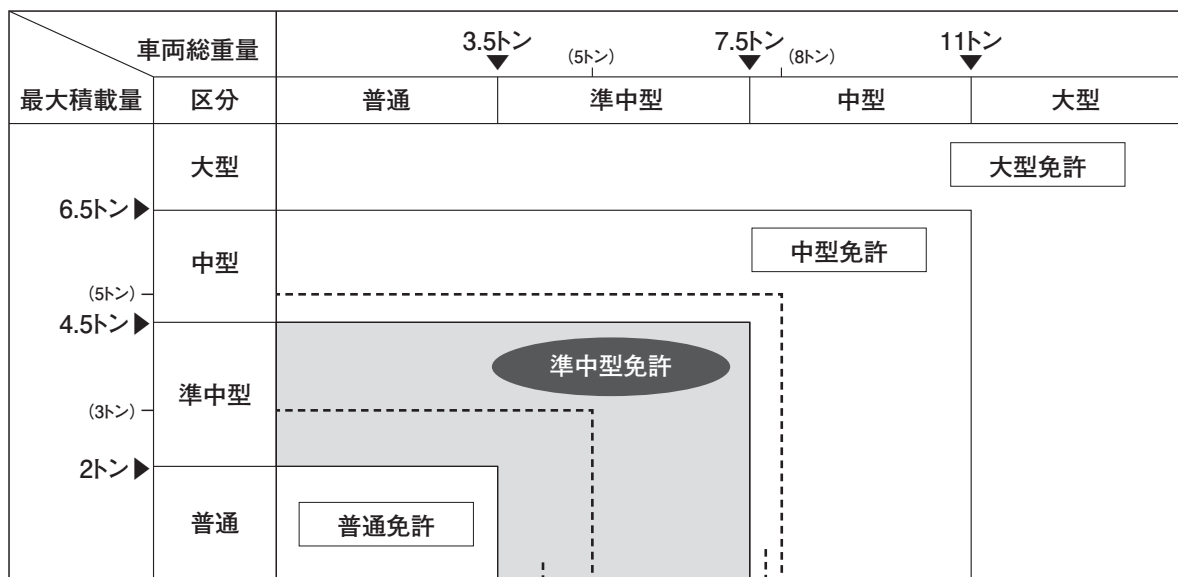 車両総重量
3.5トン
(5トン)
7.5トン
(8トン)
11トン
最大積載量
区分
普通
準中型
中型
大型
大型
大型免許
6.5トン
中型
中型免許
(5トン)
4.5トン
準中型
準中型免許
(3トン)
2トン
普通
普通免許